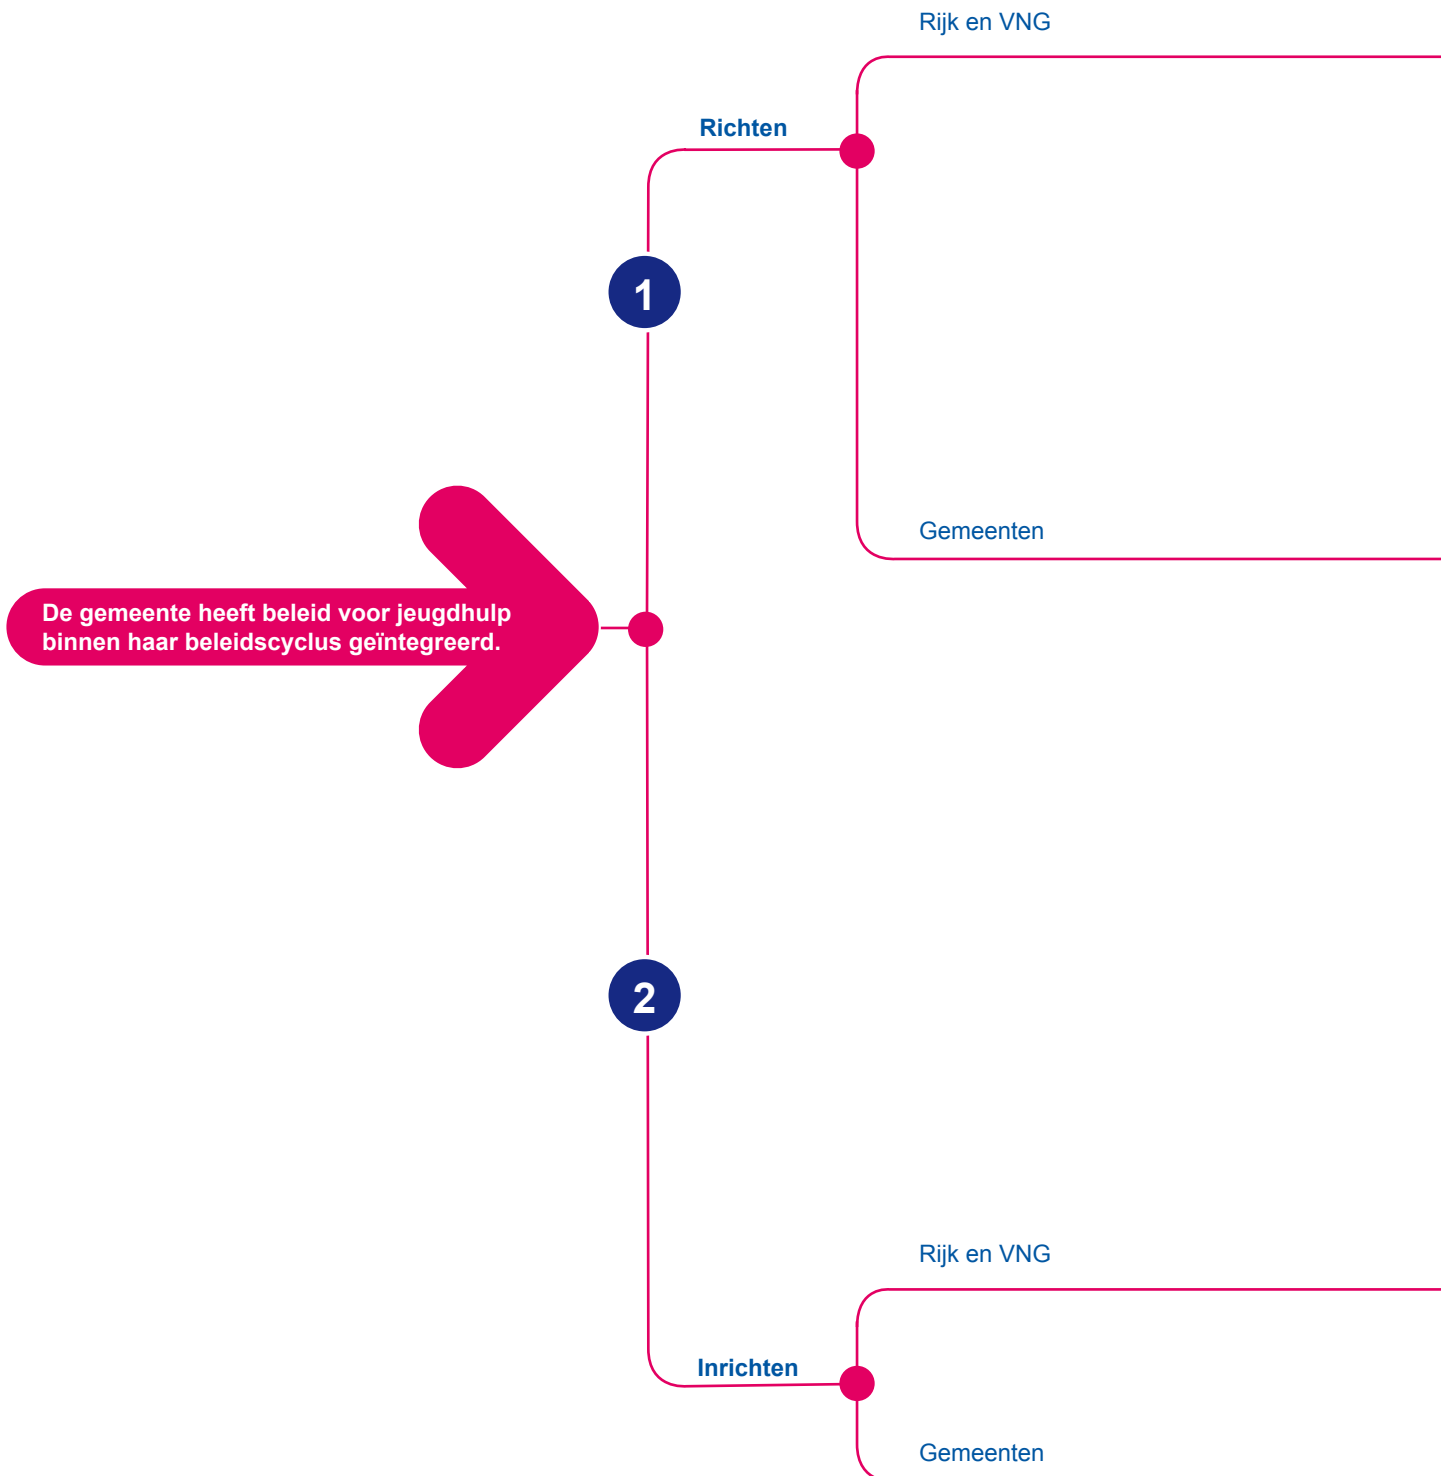 Rijk en VNG
Richten
1
Gemeenten
De gemeente heeft beleid voor jeugdhulp
binnen haar beleidscyclus geïntegreerd.
2
Rijk en VNG
Inrichten
Gemeenten